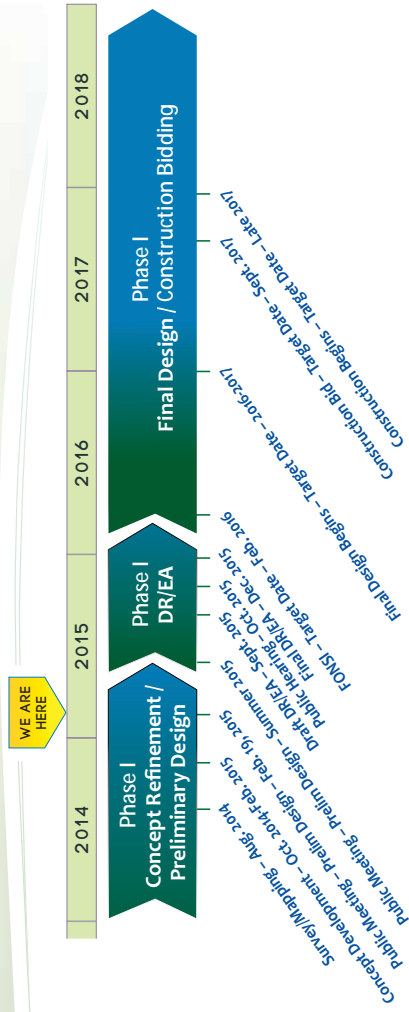 WE ARE
HERE
2014
2015
2016
2017
2018
Phase I
Concept Refinement /
Preliminary Design
Phase I
DR/EA
Phase I
Final Design / Construction Bidding
Survey/Mapping – Aug. 2014
Concept Development – Oct. 2014-Feb. 2015
Public Meeting – Prelim Design – Feb. 19, 2015
Public Meeting – Prelim Design – Summer 2015
Draft DR/EA – Sept. 2015
Public Hearing – Oct. 2015
Final DR/EA – Dec. 2015
FONSI – Target Date – Feb. 2016
Final Design Begins – Target Date – 2016-2017
Construction Bid – Target Date – Sept. 2017
Construction Begins – Target Date – Late 2017